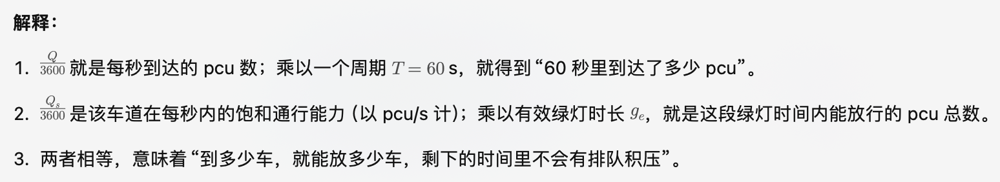 解释：
1. $\frac{Q}{3600}$ 就是每秒到达的 pcu 数；乘以一个周期 $T = 60$ s，就得到“60 秒里到达了多少 pcu”。
2. $\frac{Q_s}{3600}$ 是该车道在每秒内的饱和通行能力（以 pcu/s 计）；乘以有效绿灯时长 $g_e$，就是这段绿灯时间内能放行的 pcu 总数。
3. 两者相等，意味着“到多少车，就能放多少车，剩下的时间里不会有排队积压”。